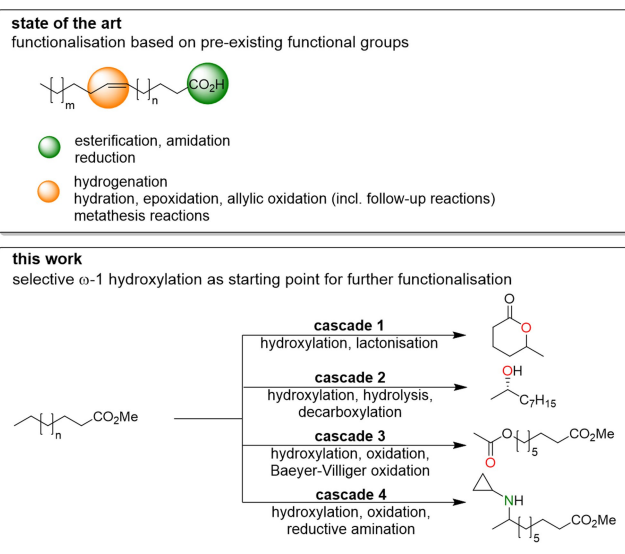 state of the art
functionalisation based on pre-existing functional groups
CO2H
m
n
esterification, amidation
reduction
hydrogenation
hydration, epoxidation, allylic oxidation (incl. follow-up reactions)
metathesis reactions
this work
selective ω-1 hydroxylation as starting point for further functionalisation
O
cascade 1
O
hydroxylation, lactonisation
OH
cascade 2
hydroxylation, hydrolysis,
C7H15
decarboxylation
CO2Me
n
cascade 3
O
CO2Me
hydroxylation, oxidation,
5
Baeyer-Villiger oxidation
O
cascade 4
NH
hydroxylation, oxidation,
CO2Me
reductive amination
5